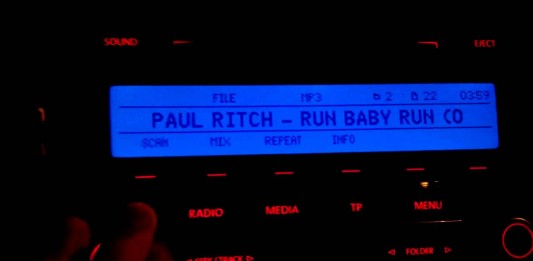 SOUND EJECT
FILE MP3 2 22 03:59
PAUL RITCH - RUN BABY RUN CO
SCAN MIX REPEAT INFO
RADIO MEDIA TP MENU
FOLDER